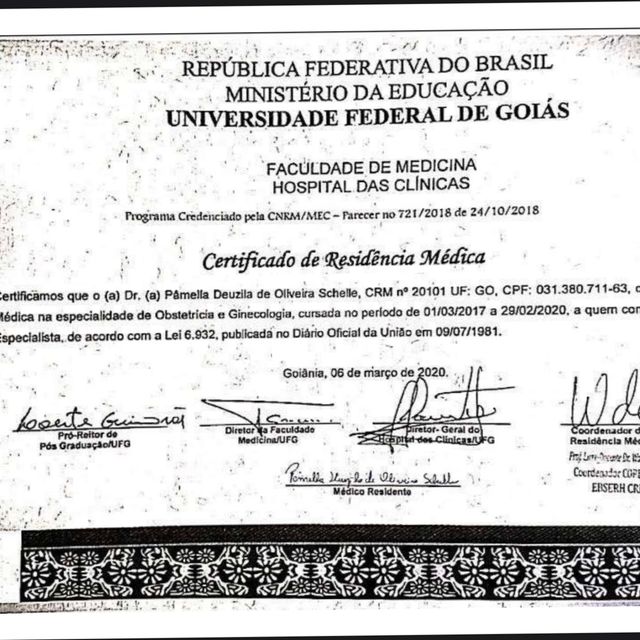 REPÚBLICA FEDERATIVA DO BRASIL
MINISTÉRIO DA EDUCAÇÃO
UNIVERSIDADE FEDERAL DE GOIÁS
FACULDADE DE MEDICINA
HOSPITAL DAS CLÍNICAS
Programa Credenciado pela CNRM/MEC – Parecer no 721/2018 de 24/10/2018
Certificado de Residência Médica
Certificamos que o (a) Dr. (a) Pâmella Deuzila de Oliveira Schelle, CRM nº 20101 UF: GO, CPF: 031.380.711-63, c
Médica na especialidade de Obstetrícia e Ginecologia, cursada no período de 01/03/2017 a 29/02/2020, a quem con
Especialista, de acordo com a Lei 6.932, publicada no Diário Oficial da União em 09/07/1981.
Goiânia, 06 de março de 2020.
Pró-Reitor de
Pós Graduação/UFG
Diretor da Faculdade
Medicina/UFG
Diretor- Geral do
Hospital das Clínicas/UFG
Coordenador d
Residência Méd
Coordenador
EBSERH
Médico Residente